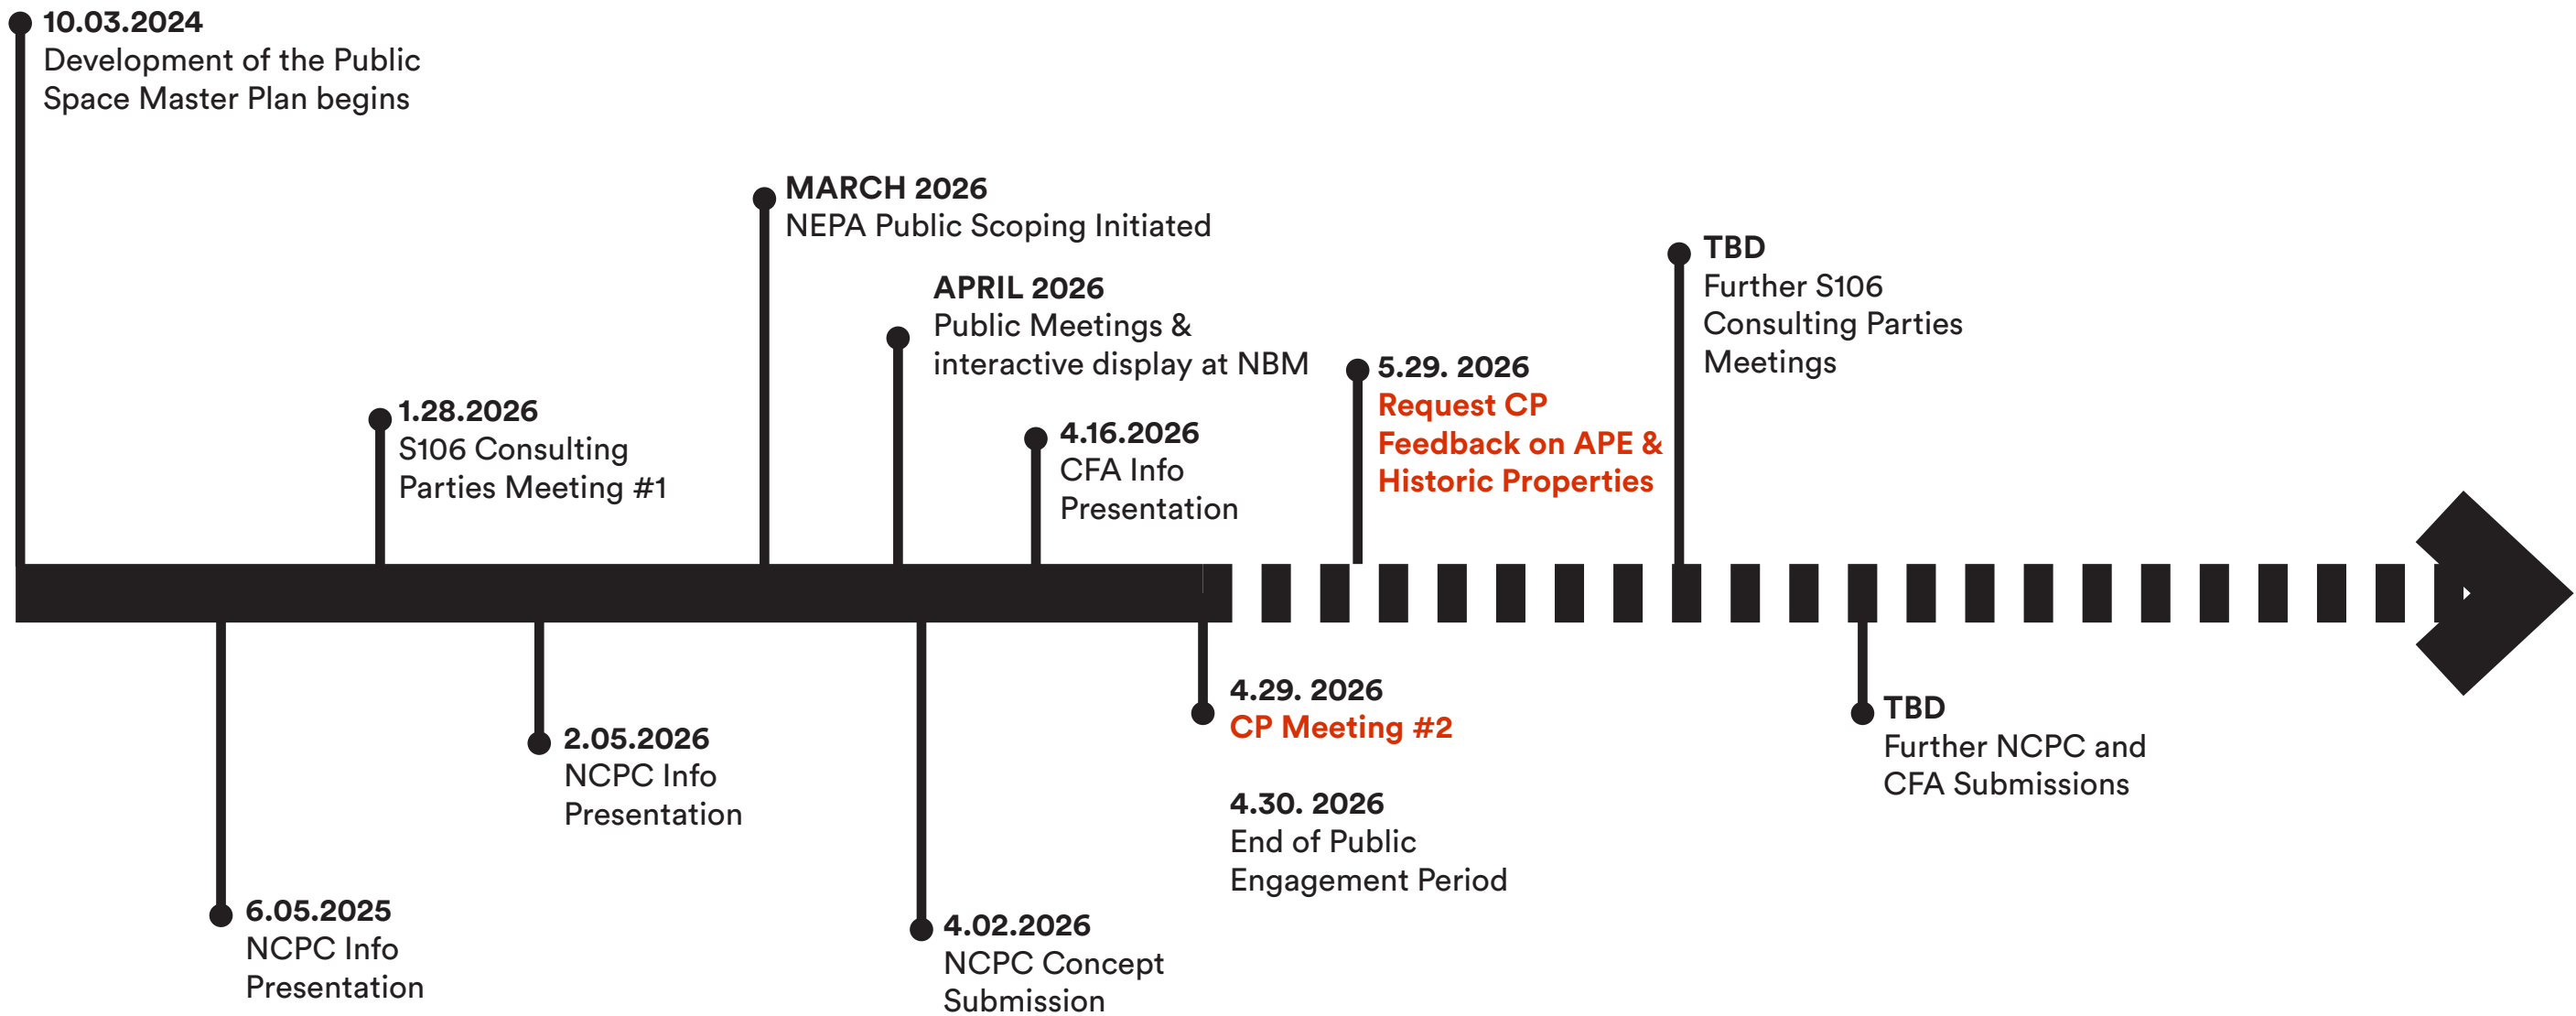 10.03.2024
Development of the Public
Space Master Plan begins
MARCH 2026
NEPA Public Scoping Initiated
TBD
Further S106
Consulting Parties
Meetings
APRIL 2026
Public Meetings &
interactive display at NBM
5.29. 2026
Request CP
Feedback on APE &
Historic Properties
1.28.2026
S106 Consulting
Parties Meeting #1
4.16.2026
CFA Info
Presentation
4.29. 2026
CP Meeting #2
TBD
Further NCPC and
CFA Submissions
2.05.2026
NCPC Info
Presentation
4.30. 2026
End of Public
Engagement Period
6.05.2025
NCPC Info
Presentation
4.02.2026
NCPC Concept
Submission